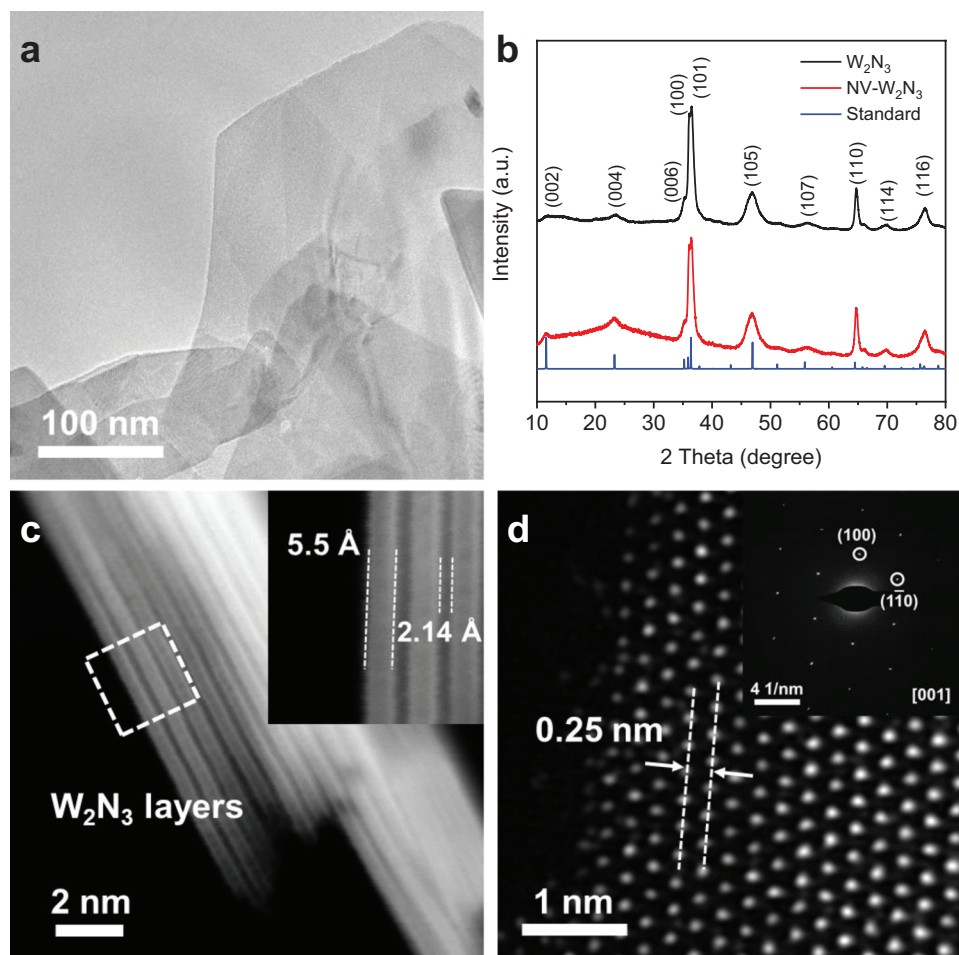 a
100 nm
b
W₂N₃
NV-W₂N₃
Standard
(002)
(004)
(006)
(100)
(101)
(105)
(107)
(110)
(114)
(116)
Intensity (a.u.)
10 20 30 40 50 60 70 80
2 Theta (degree)
c
5.5 Å
2.14 Å
W₂N₃ layers
2 nm
d
(100)
(11̄0)
4 1/nm
[001]
0.25 nm
1 nm